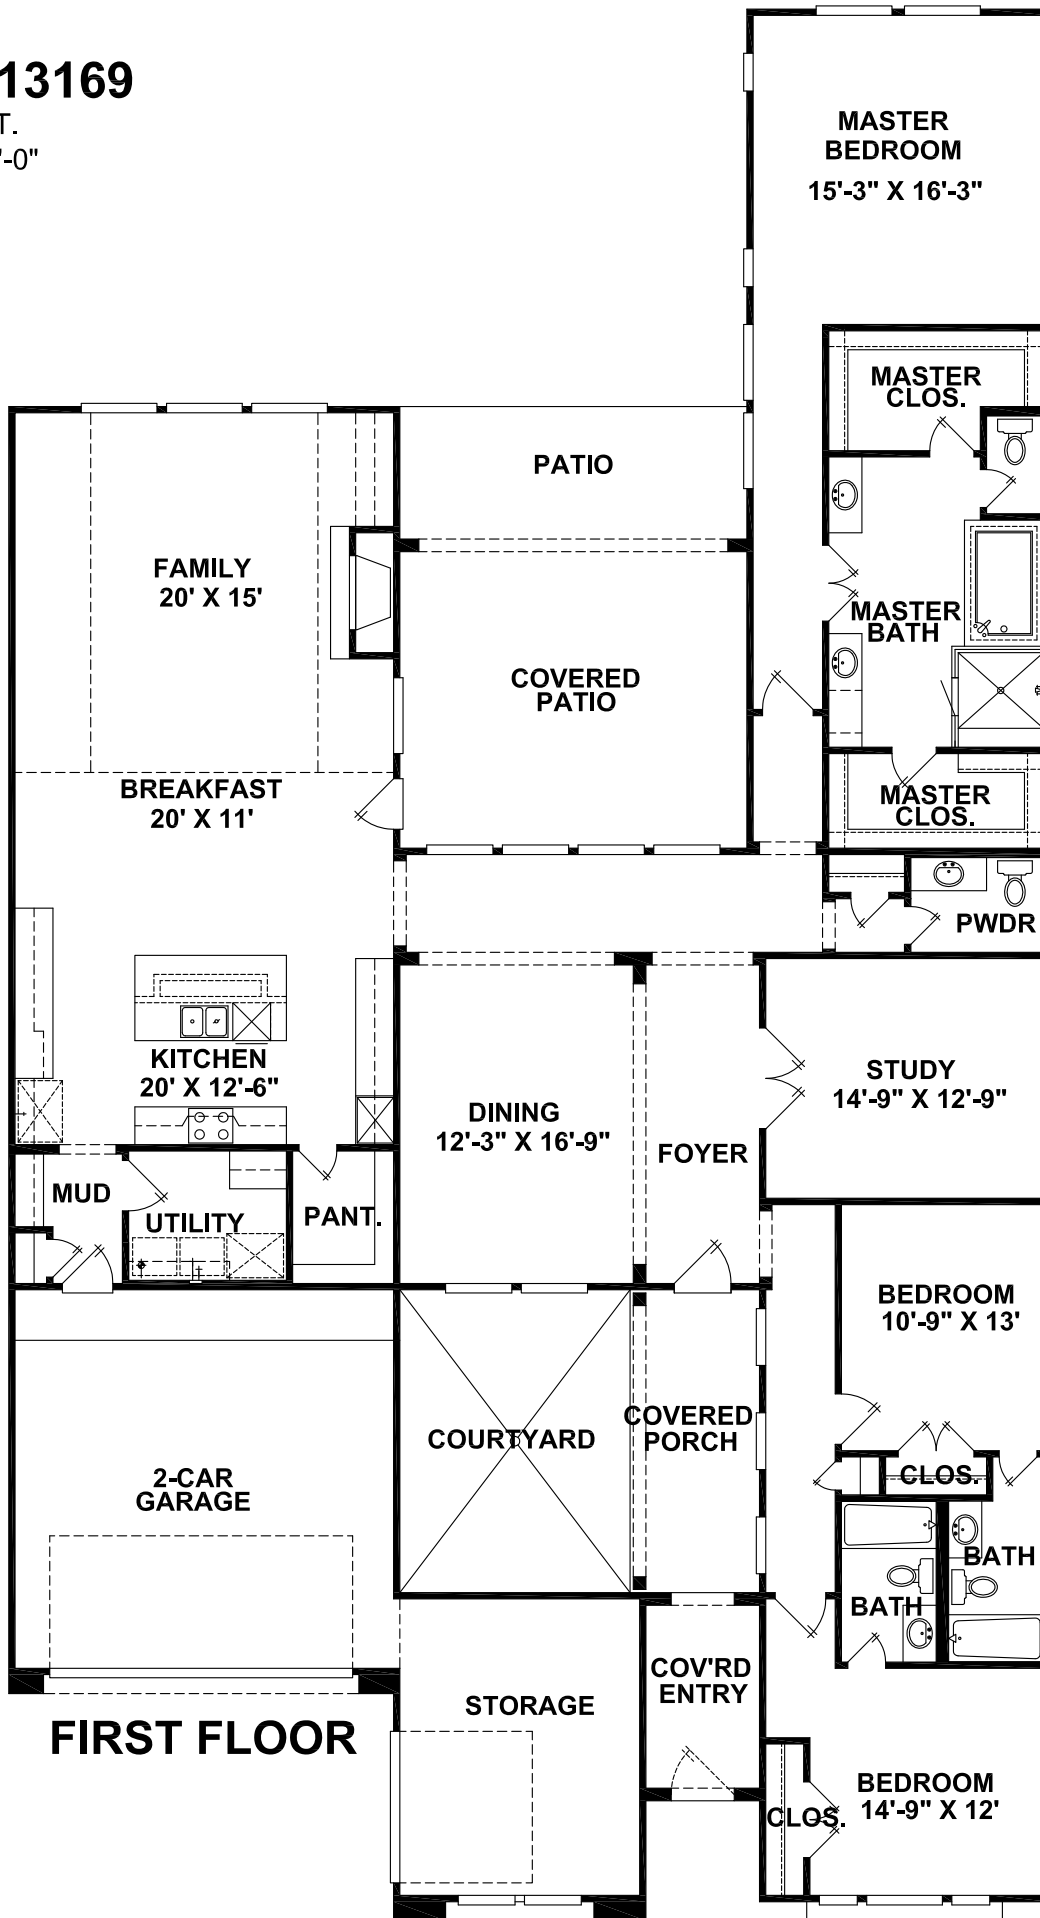 13169
T.
'-0"
MASTER
BEDROOM
15'-3" X 16'-3"
MASTER
CLOS.
PATIO
FAMILY
20' X 15'
MASTER
BATH
COVERED
PATIO
BREAKFAST
20' X 11'
MASTER
CLOS.
PWDR
KITCHEN
20' X 12'-6"
STUDY
14'-9" X 12'-9"
DINING
12'-3" X 16'-9"
FOYER
MUD
UTILITY
PANT.
BEDROOM
10'-9" X 13'
COURTYARD
COVERED
PORCH
2-CAR
GARAGE
CLOS.
BATH
BATH
STORAGE
COV'RD
ENTRY
FIRST FLOOR
BEDROOM
14'-9" X 12'
CLOS.